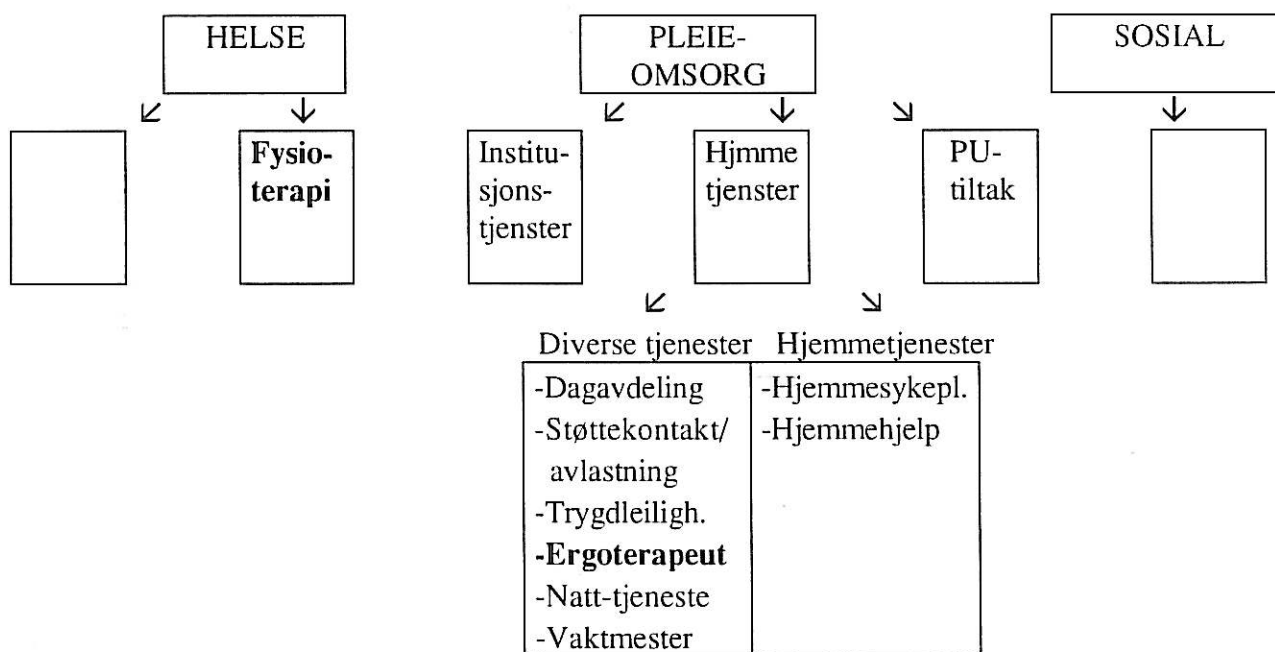 HELSE
PLEIE-
OMSORG
SOSIAL
Fysio-
terapi
Institu-
sjons-
tjenster
Hjmme
tjenster
PU-
tiltak
Diverse tjenester
-Dagavdeling
-Støttekontakt/
avlastning
-Trygdleiligh.
-Ergoterapeut
-Natt-tjeneste
-Vaktmester
Hjemmetjenester
-Hjemmesykepl.
-Hjemmehjelp